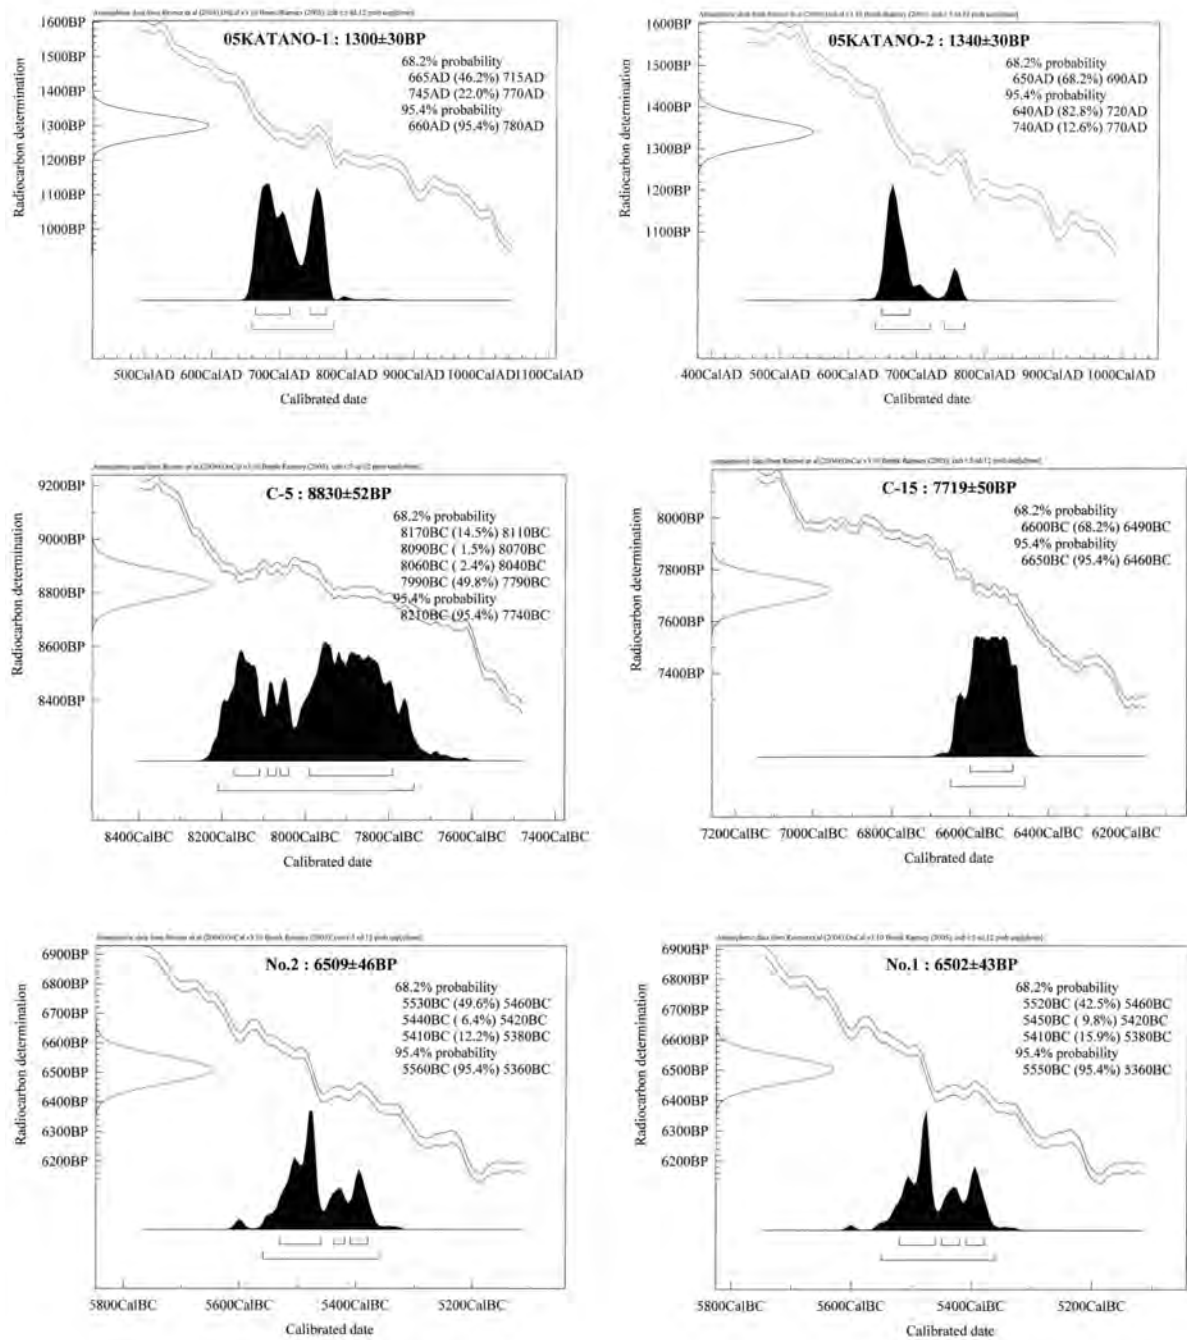 05KATANO-1 : 1300±30BP
68.2% probability
665AD (46.2%) 715AD
745AD (22.0%) 770AD
95.4% probability
660AD (95.4%) 780AD
Radiocarbon determination
1600BP
1500BP
1400BP
1300BP
1200BP
1100BP
1000BP
500CalAD 600CalAD 700CalAD 800CalAD 900CalAD 1000CalAD 1100CalAD
Calibrated date
05KATANO-2 : 1340±30BP
68.2% probability
650AD (68.2%) 690AD
95.4% probability
640AD (82.8%) 720AD
740AD (12.6%) 770AD
Radiocarbon determination
1600BP
1500BP
1400BP
1300BP
1200BP
1100BP
400CalAD 500CalAD 600CalAD 700CalAD 800CalAD 900CalAD 1000CalAD
Calibrated date
C-5 : 8830±52BP
68.2% probability
8170BC (14.5%) 8110BC
8090BC ( 1.5%) 8070BC
8060BC ( 2.4%) 8040BC
7990BC (49.8%) 7790BC
95.4% probability
8210BC (95.4%) 7740BC
Radiocarbon determination
9200BP
9000BP
8800BP
8600BP
8400BP
8400CalBC 8200CalBC 8000CalBC 7800CalBC 7600CalBC 7400CalBC
Calibrated date
C-15 : 7719±50BP
68.2% probability
6600BC (68.2%) 6490BC
95.4% probability
6650BC (95.4%) 6460BC
Radiocarbon determination
8000BP
7800BP
7600BP
7400BP
7200CalBC 7000CalBC 6800CalBC 6600CalBC 6400CalBC 6200CalBC
Calibrated date
No.2 : 6509±46BP
68.2% probability
5530BC (49.6%) 5460BC
5440BC ( 6.4%) 5420BC
5410BC (12.2%) 5380BC
95.4% probability
5560BC (95.4%) 5360BC
Radiocarbon determination
6900BP
6800BP
6700BP
6600BP
6500BP
6400BP
6300BP
6200BP
5800CalBC 5600CalBC 5400CalBC 5200CalBC
Calibrated date
No.1 : 6502±43BP
68.2% probability
5520BC (42.5%) 5460BC
5450BC ( 9.8%) 5420BC
5410BC (15.9%) 5380BC
95.4% probability
5550BC (95.4%) 5360BC
Radiocarbon determination
6900BP
6800BP
6700BP
6600BP
6500BP
6400BP
6300BP
6200BP
5800CalBC 5600CalBC 5400CalBC 5200CalBC
Calibrated date